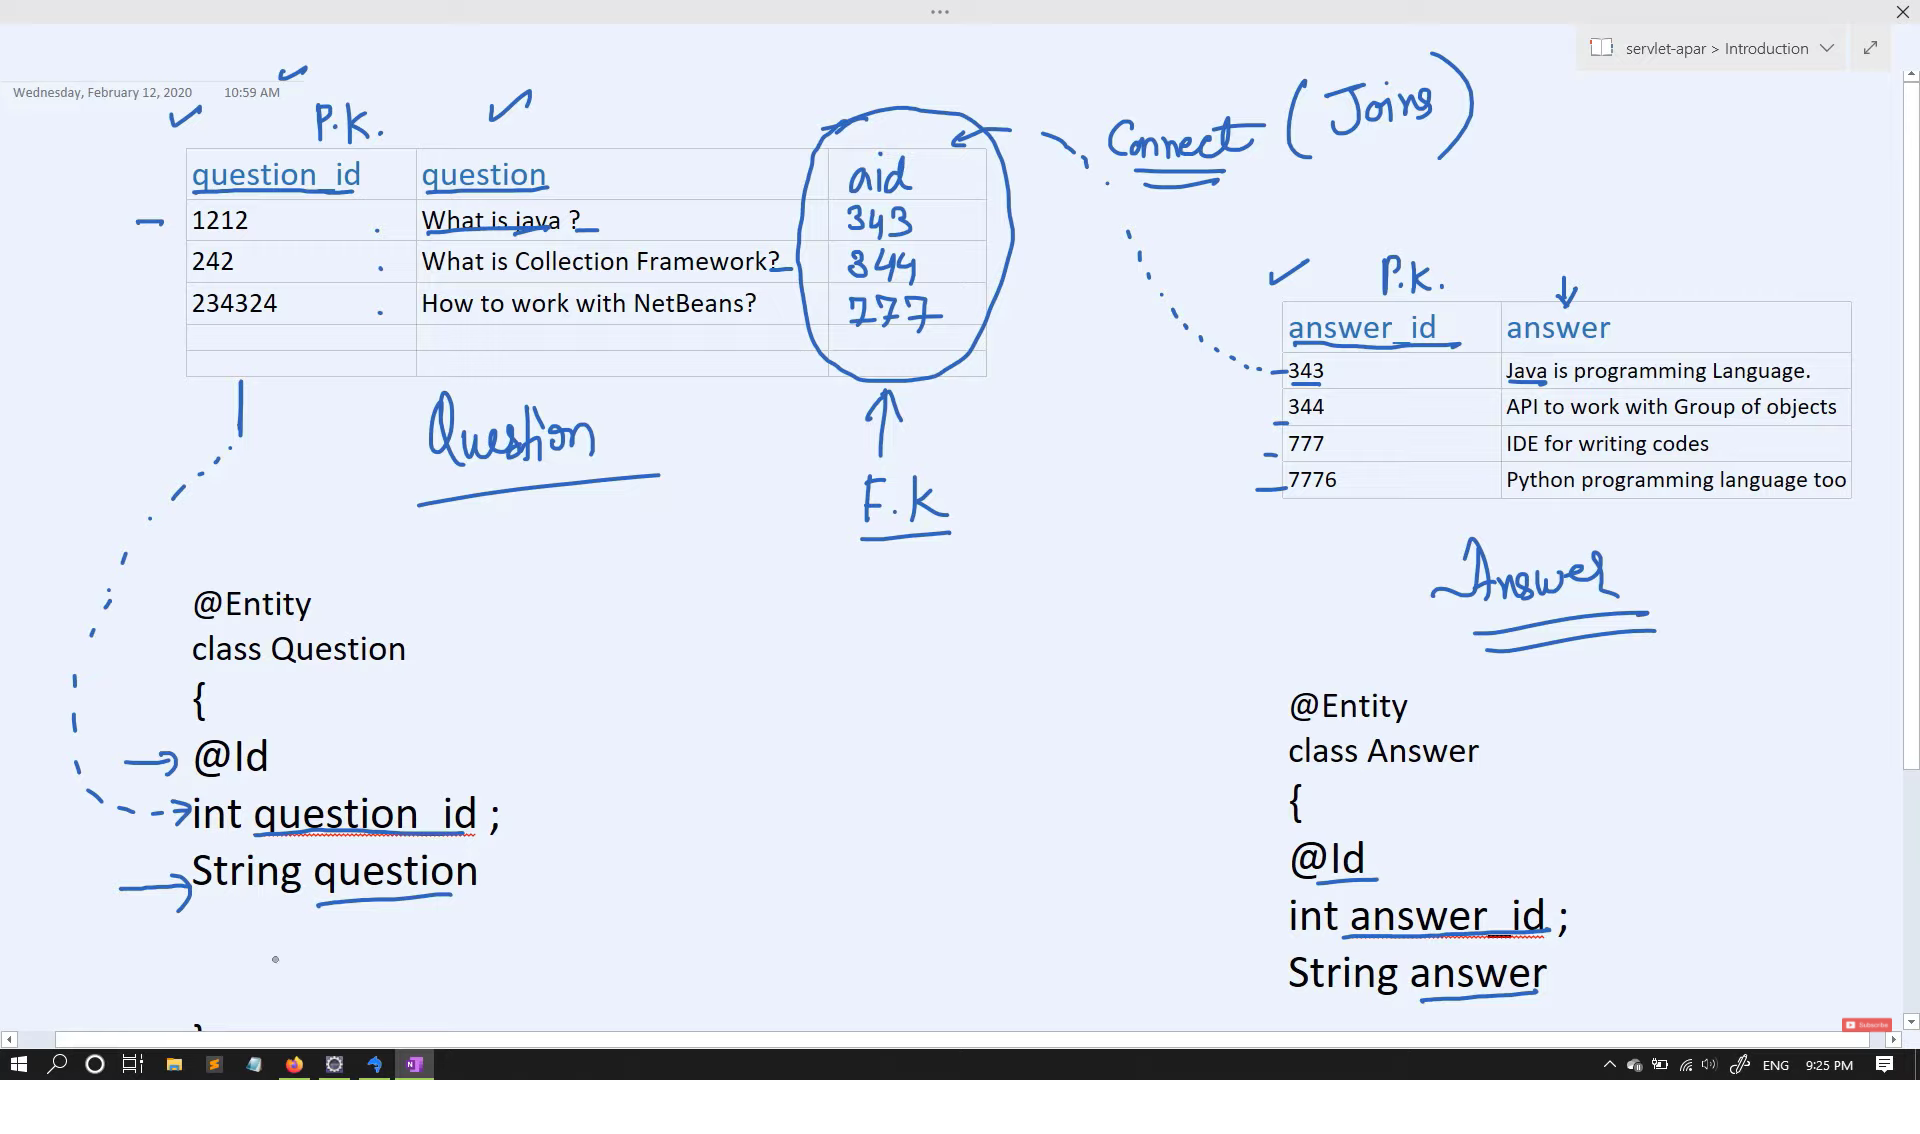 servlet-apar > Introduction
Wednesday, February 12, 2020 10:59 AM
P.K.
Connect (Joins)
question_id question aid
1212 What is java ? 343
242 What is Collection Framework? 344
234324 How to work with NetBeans? 777
P.K.
answer_id answer
343 Java is programming Language.
344 API to work with Group of objects
777 IDE for writing codes
7776 Python programming language too
Question
F.K
Answer
@Entity
class Question
{
@Id
int question_id ;
String question
@Entity
class Answer
{
@Id
int answer_id ;
String answer
Subscribe
ENG 9:25 PM